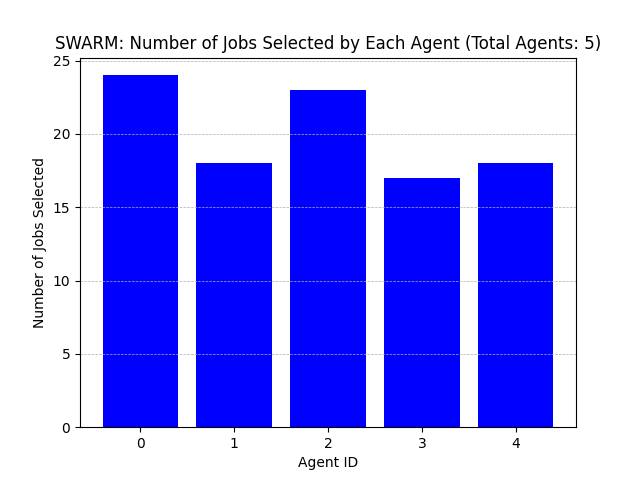 SWARM: Number of Jobs Selected by Each Agent (Total Agents: 5)
25
20
15
10
5
0
Number of Jobs Selected
0 1 2 3 4
Agent ID